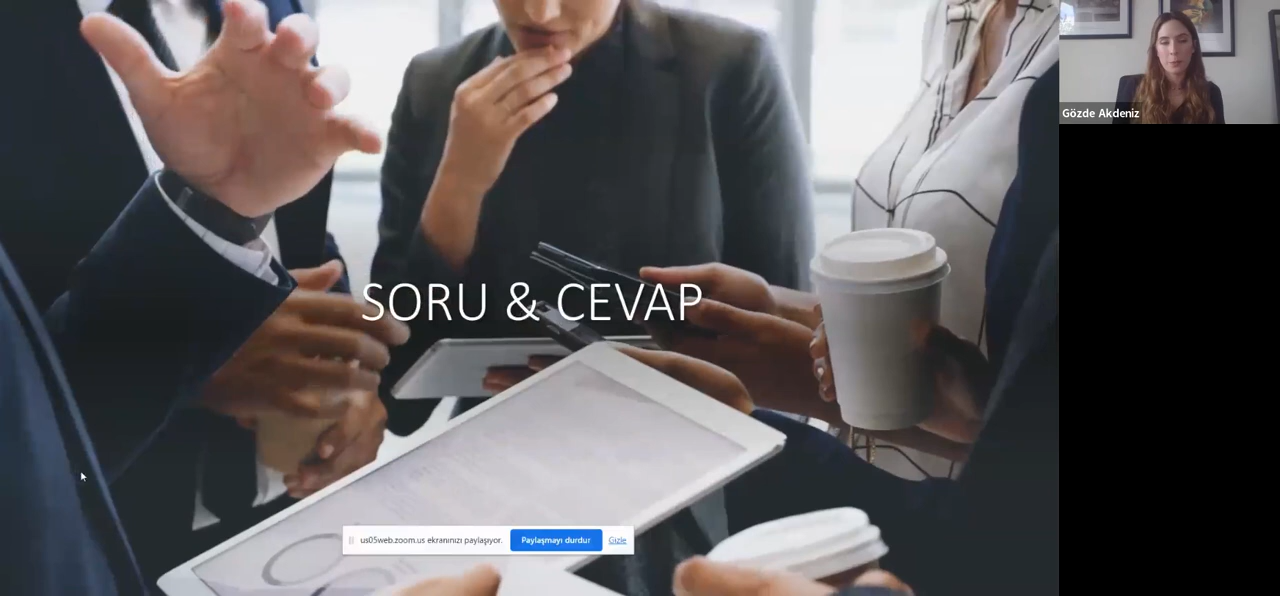 Gözde Akdeniz
SORU & CEVAP
us05web.zoom.us ekranınızı paylaşıyor.
Paylaşmayı durdur
Gizle